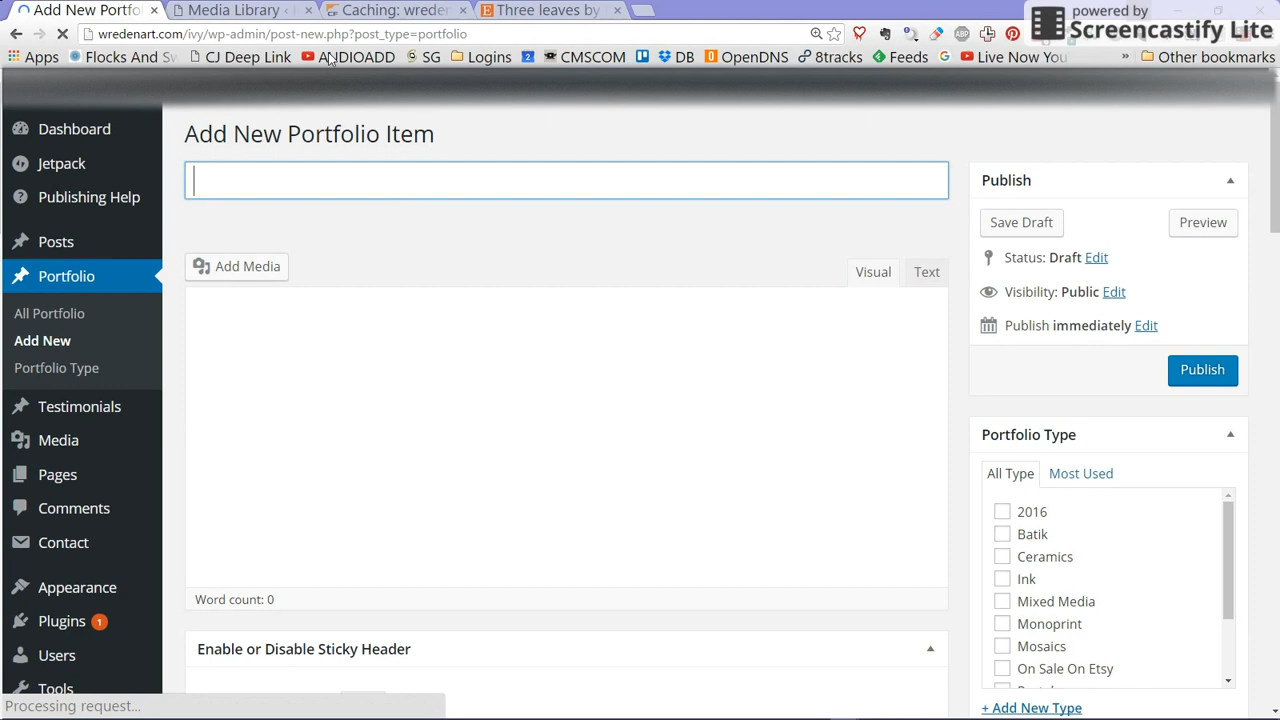 Add New Portfo
Media Library ‹
Caching: wreden
Three leaves by
powered by
Screencastify Lite
wredenart.com/ivy/wp-admin/post-new.php?post_type=portfolio
Apps
Flocks And Sw
CJ Deep Link
ANDIOADD
SG
Logins
CMSCOM
DB
OpenDNS
8tracks
Feeds
Live Now You
»
Other bookmarks
Dashboard
Jetpack
Publishing Help
Posts
Portfolio
All Portfolio
Add New
Portfolio Type
Testimonials
Media
Pages
Comments
Contact
Appearance
Plugins 1
Users
Tools
Processing request...
Add New Portfolio Item
Add Media
Visual
Text
Word count: 0
Enable or Disable Sticky Header
Publish
Save Draft
Preview
Status: Draft Edit
Visibility: Public Edit
Publish immediately Edit
Publish
Portfolio Type
All Type
Most Used
2016
Batik
Ceramics
Ink
Mixed Media
Monoprint
Mosaics
On Sale On Etsy
+ Add New Type